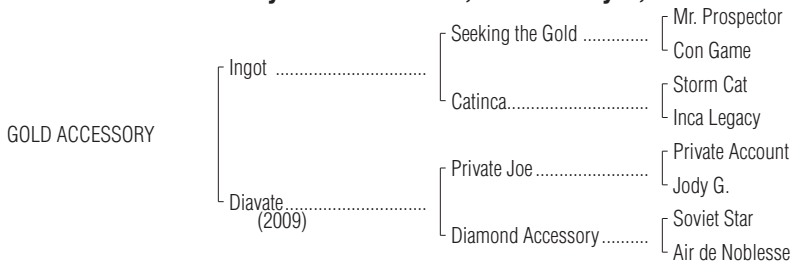 Mr. Prospector
Seeking the Gold ..............
Con Game
Ingot ................................
Storm Cat
Catinca..............................
Inca Legacy
GOLD ACCESSORY
Private Account
Private Joe ........................
Jody G.
Diavate..............................
(2009)
Soviet Star
Diamond Accessory..........
Air de Noblesse